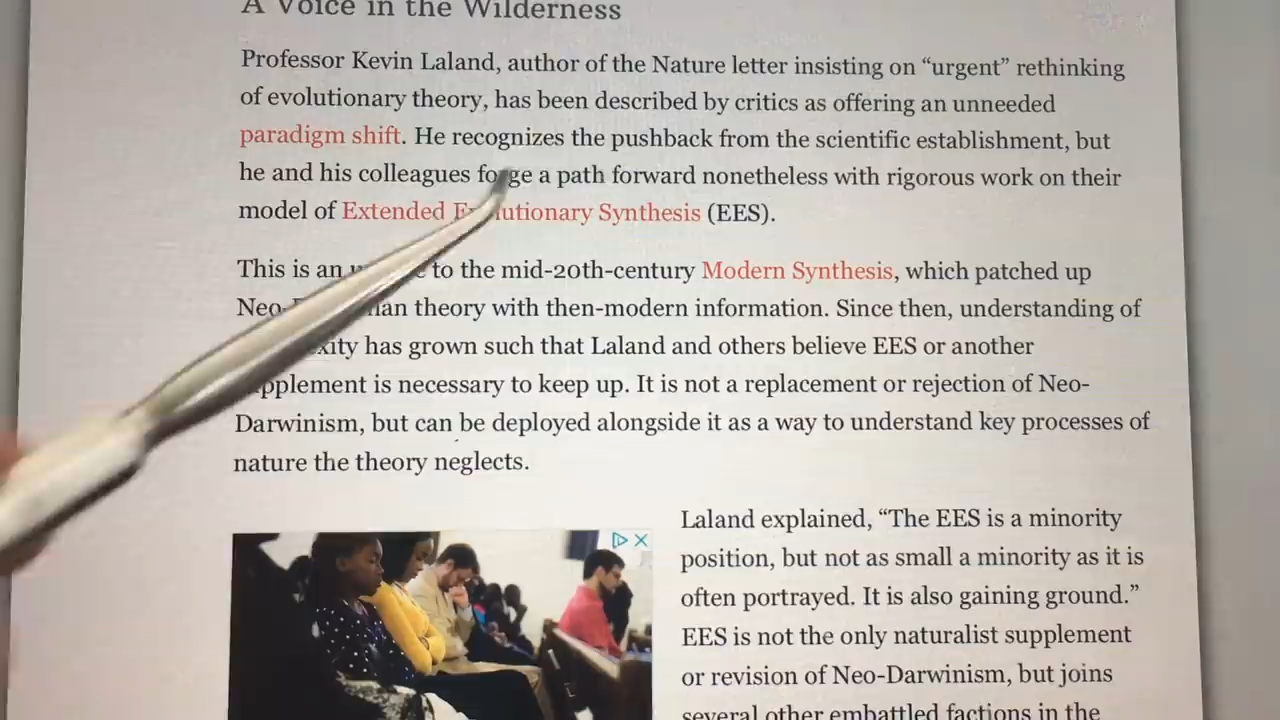 A Voice in the Wilderness
Professor Kevin Laland, author of the Nature letter insisting on “urgent” rethinking
of evolutionary theory, has been described by critics as offering an unneeded
paradigm shift. He recognizes the pushback from the scientific establishment, but
he and his colleagues forge a path forward nonetheless with rigorous work on their
model of Extended Evolutionary Synthesis (EES).
This is an to the mid-20th-century Modern Synthesis, which patched up
Neo- theory with then-modern information. Since then, understanding of
has grown such that Laland and others believe EES or another
supplement is necessary to keep up. It is not a replacement or rejection of Neo-
Darwinism, but can be deployed alongside it as a way to understand key processes of
nature the theory neglects.
Laland explained, “The EES is a minority
position, but not as small a minority as it is
often portrayed. It is also gaining ground.”
EES is not the only naturalist supplement
or revision of Neo-Darwinism, but joins
several other embattled factions in the